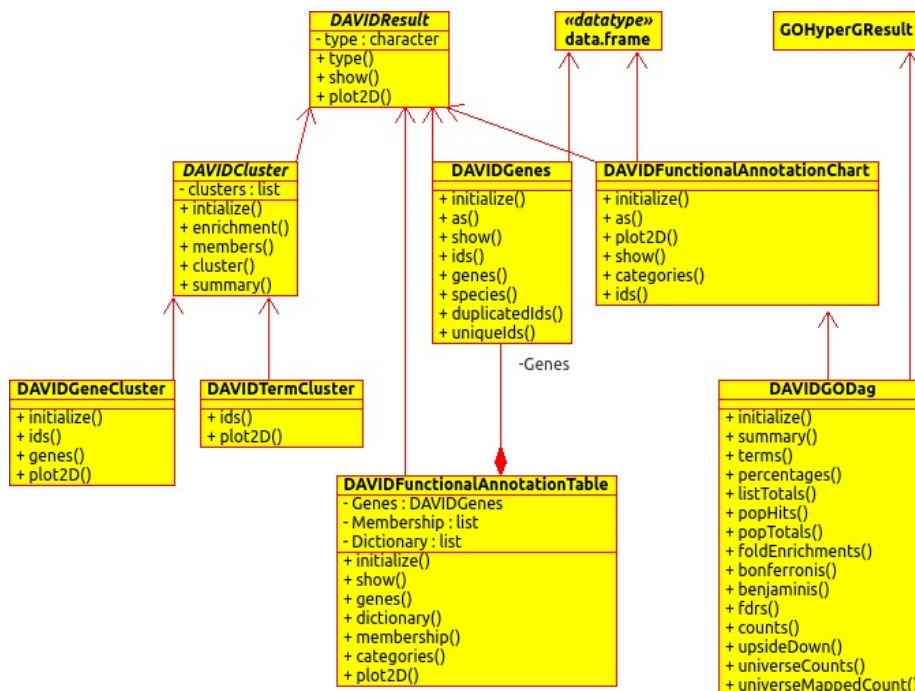 DAVIDResult
- type : character
+ type()
+ show()
+ plot2D()
«datatype»
data.frame
GOHyperGResult
DAVIDCluster
- clusters : list
+ intialize()
+ enrichment()
+ members()
+ cluster()
+ summary()
DAVIDGenes
+ initialize()
+ as()
+ show()
+ ids()
+ genes()
+ species()
+ duplicatedIds()
+ uniqueIds()
DAVIDFunctionalAnnotationChart
+ initialize()
+ as()
+ plot2D()
+ show()
+ categories()
+ ids()
-Genes
DAVIDGeneCluster
+ initialize()
+ ids()
+ genes()
+ plot2D()
DAVIDTermCluster
+ ids()
+ plot2D()
DAVIDFunctionalAnnotationTable
- Genes : DAVIDGenes
- Membership : list
- Dictionary : list
+ initialize()
+ show()
+ genes()
+ dictionary()
+ membership()
+ categories()
+ plot2D()
DAVIDGODag
+ initialize()
+ summary()
+ terms()
+ percentages()
+ listTotals()
+ popHits()
+ popTotals()
+ foldEnrichments()
+ bonferronis()
+ benjaminis()
+ fdrs()
+ counts()
+ upsideDown()
+ universeCounts()
+ universeMappedCount()